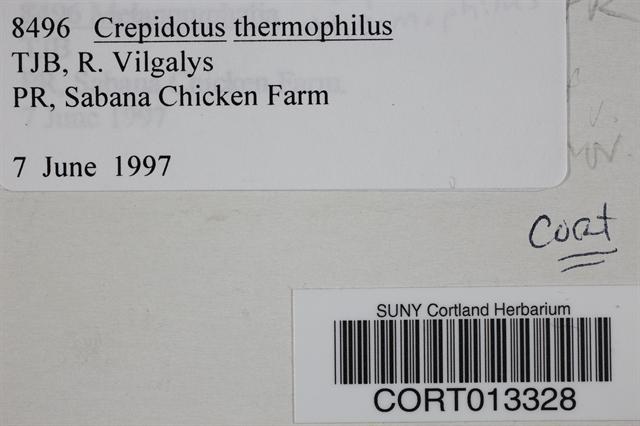 8496 Crepidotus thermophilus
TJB, R. Vilgalys
PR, Sabana Chicken Farm
7 June 1997
Cort
SUNY Cortland Herbarium
CORT013328